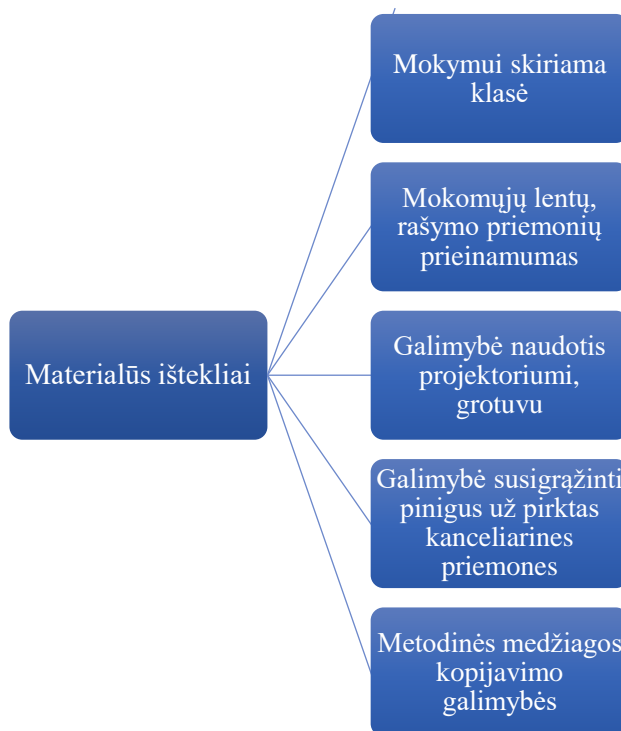 Mokymui skiriama
klasė
Mokomųjų lentų,
rašymo priemonių
prieinamumas
Materialūs ištekliai
Galimybė naudotis
projektoriumi,
grotuvu
Galimybė susigrąžinti
pinigus už pirktas
kanceliarines
priemones
Metodinės medžiagos
kopijavimo
galimybės